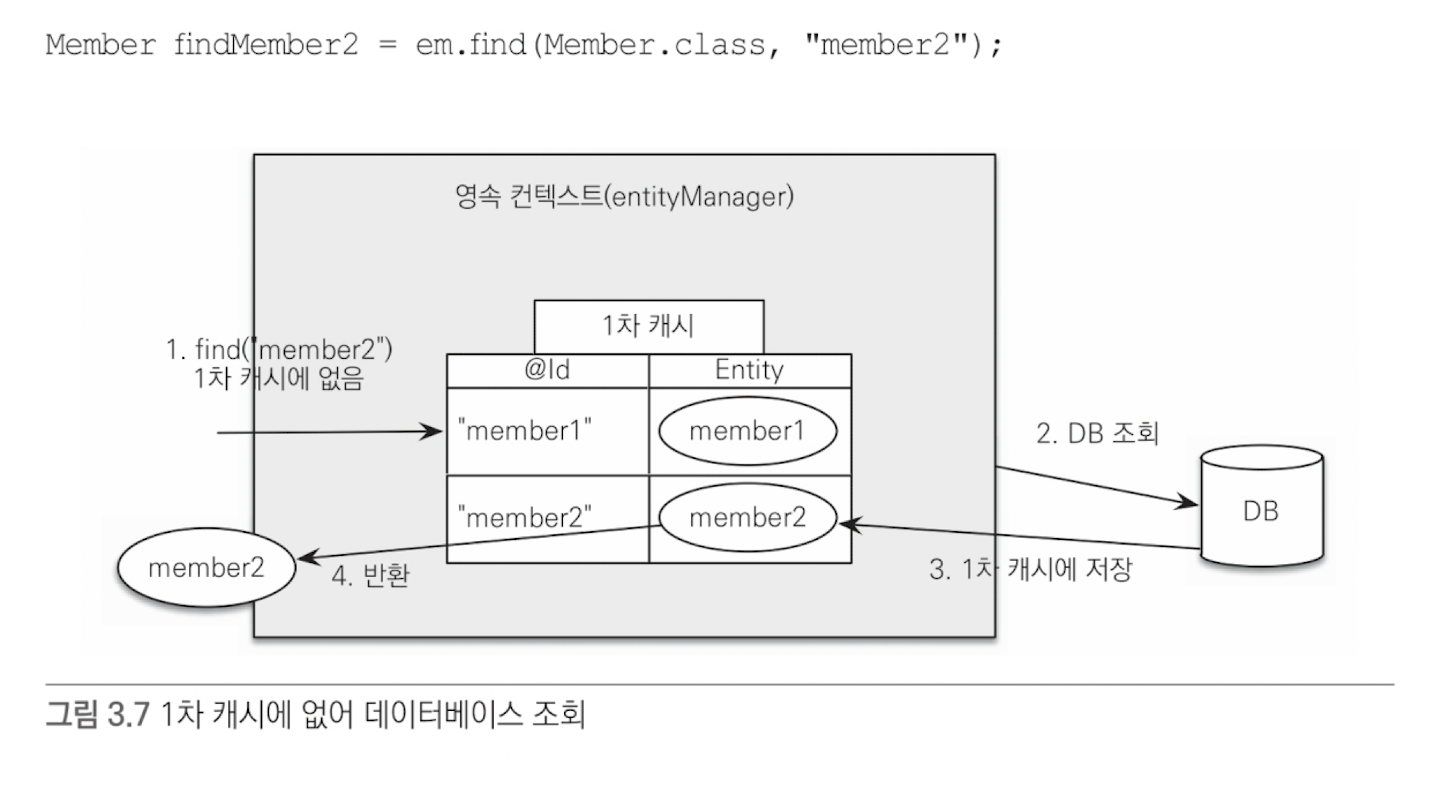 Member findMember2 = em.find(Member.class, "member2");
영속 컨텍스트(entityManager)
1차 캐시
1. find("member2")
1차 캐시에 없음
@Id
Entity
"member1"
member1
2. DB 조회
"member2"
member2
DB
member2
4. 반환
3. 1차 캐시에 저장
그림 3.7 1차 캐시에 없어 데이터베이스 조회